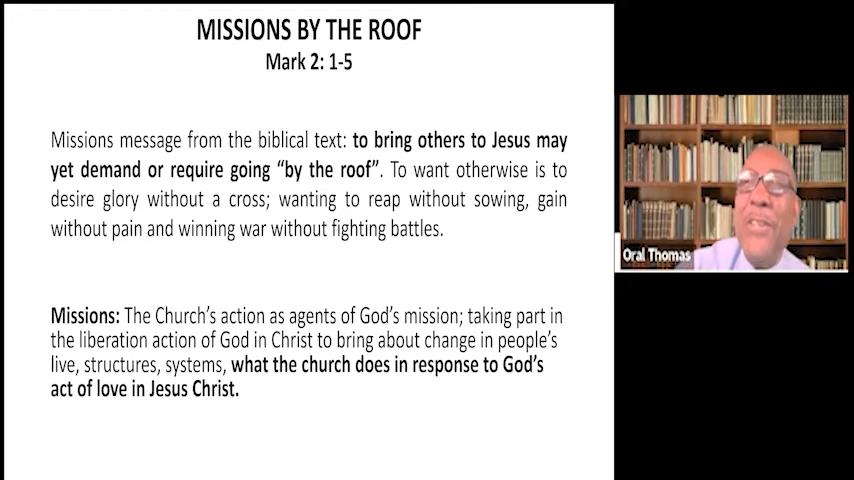 MISSIONS BY THE ROOF
Mark 2: 1-5
Missions message from the biblical text: to bring others to Jesus may
yet demand or require going “by the roof”. To want otherwise is to
desire glory without a cross; wanting to reap without sowing, gain
without pain and winning war without fighting battles.
Missions: The Church’s action as agents of God’s mission; taking part in
the liberation action of God in Christ to bring about change in people’s
live, structures, systems, what the church does in response to God’s
act of love in Jesus Christ.
Oral Thomas